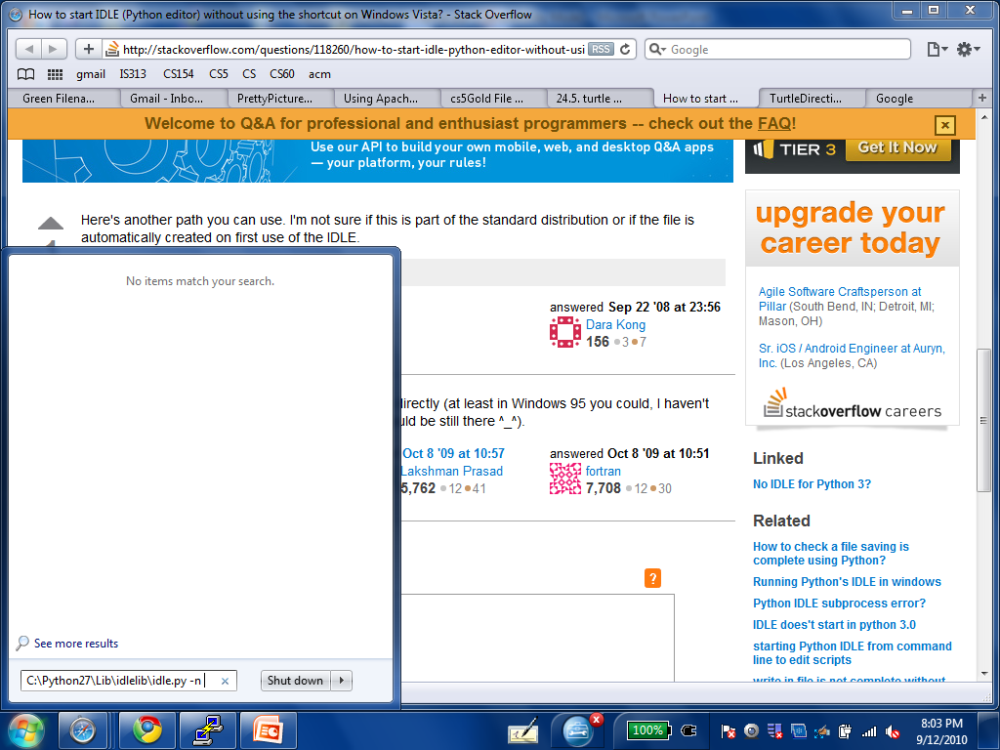 How to start IDLE (Python editor) without using the shortcut on Windows Vista? - Stack Overflow
http://stackoverflow.com/questions/118260/how-to-start-idle-python-editor-without-usi RSS Google
gmail IS313 CS154 CS5 CS CS60 acm
Green Filena... Gmail - Inbo... PrettyPicture... Using Apach... cs5Gold File ... 24.5. turtle ... How to start ... TurtleDirecti... Google
Welcome to Q&A for professional and enthusiast programmers -- check out the FAQ!
Use our API to build your own mobile, web, and desktop Q&A apps
— your platform, your rules!
TIER 3 Get It Now
Here's another path you can use. I'm not sure if this is part of the standard distribution or if the file is
automatically created on first use of the IDLE.
answered Sep 22 '08 at 23:56
Dara Kong
156 3 7
directly (at least in Windows 95 you could, I haven't
uld be still there ^_^).
Oct 8 '09 at 10:57
Lakshman Prasad
5,762 12 41
answered Oct 8 '09 at 10:51
fortran
7,708 12 30
?
upgrade your
career today
Agile Software Craftsperson at
Pillar (South Bend, IN; Detroit, MI;
Mason, OH)
Sr. iOS / Android Engineer at Auryn,
Inc. (Los Angeles, CA)
stackoverflow careers
Linked
No IDLE for Python 3?
Related
How to check a file saving is
complete using Python?
Running Python's IDLE in windows
Python IDLE subprocess error?
IDLE does't start in python 3.0
starting Python IDLE from command
line to edit scripts
write in file is not complete without
No items match your search.
See more results
C:\Python27\Lib\idlelib\idle.py -n
Shut down
100%
8:03 PM
9/12/2010